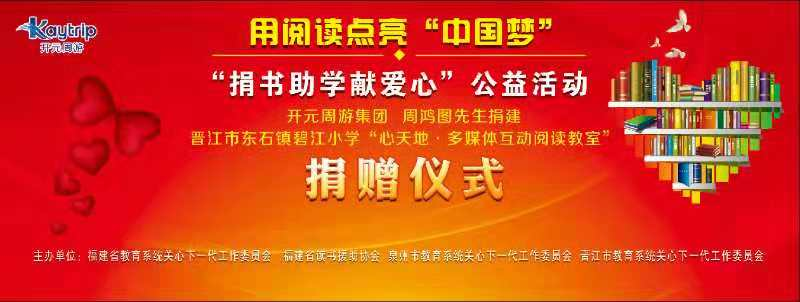 Kaytrip
开元周游
用阅读点亮“中国梦”
“捐书助学献爱心”公益活动
开元周游集团 周鸿图先生捐建
晋江市东石镇碧江小学“心天地·多媒体互动阅读教室”
捐赠仪式
主办单位：福建省教育系统关心下一代工作委员会 福建省读书援助协会 泉州市教育系统关心下一代工作委员会 晋江市教育系统关心下一代工作委员会